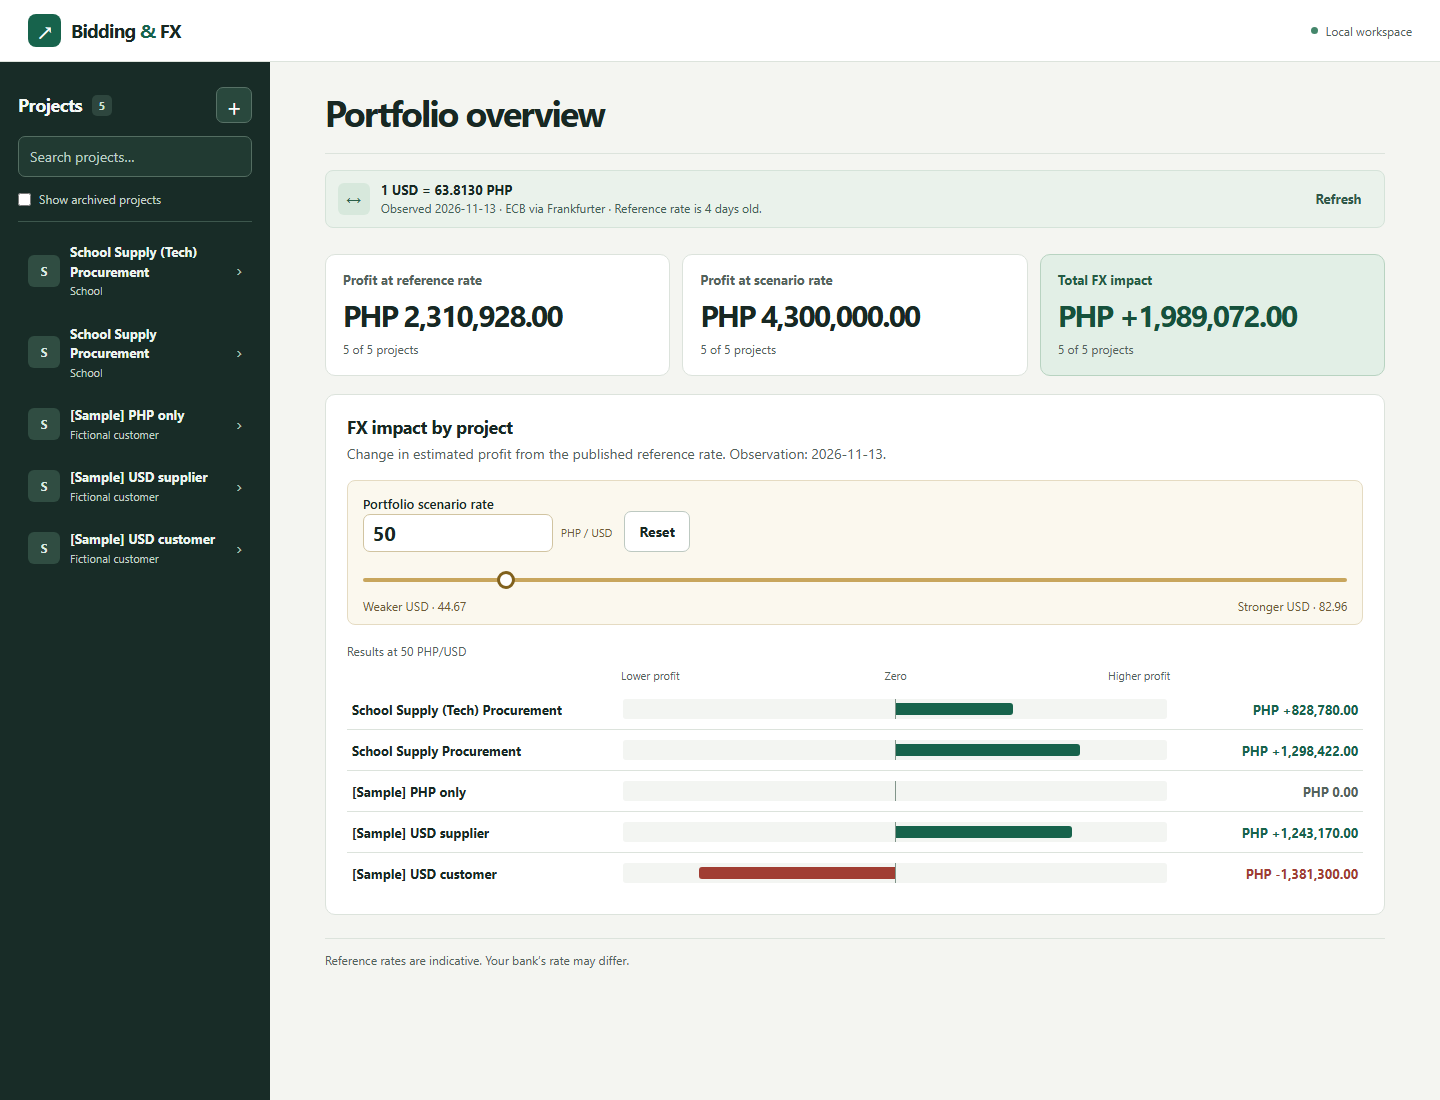 Bidding & FX
Local workspace
Projects 5
+
Search projects...
Show archived projects
S
School Supply (Tech)
Procurement
School
S
School Supply
Procurement
School
S
[Sample] PHP only
Fictional customer
S
[Sample] USD supplier
Fictional customer
S
[Sample] USD customer
Fictional customer
Portfolio overview
1 USD = 63.8130 PHP
Observed 2026-11-13 · ECB via Frankfurter · Reference rate is 4 days old.
Refresh
Profit at reference rate
PHP 2,310,928.00
5 of 5 projects
Profit at scenario rate
PHP 4,300,000.00
5 of 5 projects
Total FX impact
PHP +1,989,072.00
5 of 5 projects
FX impact by project
Change in estimated profit from the published reference rate. Observation: 2026-11-13.
Portfolio scenario rate
50 PHP / USD Reset
Weaker USD · 44.67 Stronger USD · 82.96
Results at 50 PHP/USD
Lower profit Zero Higher profit
School Supply (Tech) Procurement PHP +828,780.00
School Supply Procurement PHP +1,298,422.00
[Sample] PHP only PHP 0.00
[Sample] USD supplier PHP +1,243,170.00
[Sample] USD customer PHP -1,381,300.00
Reference rates are indicative. Your bank's rate may differ.